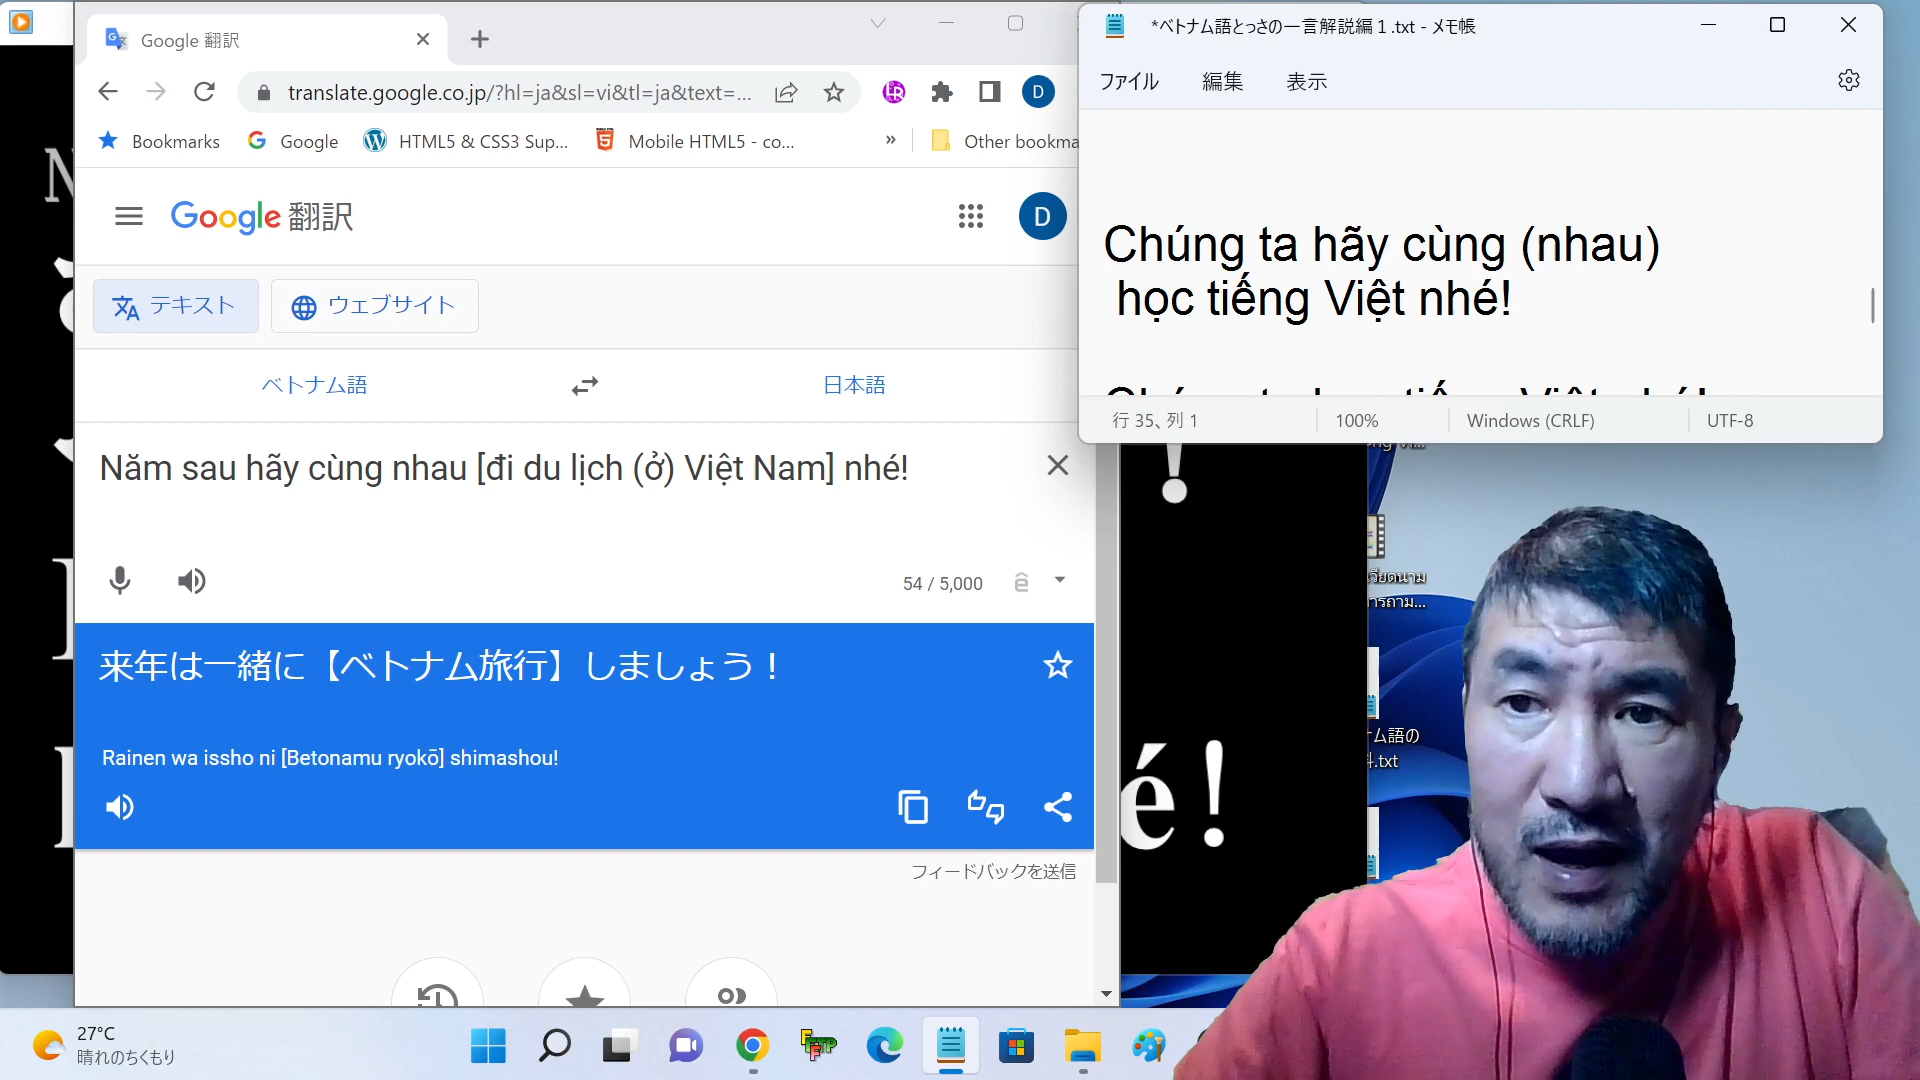 Google 翻訳
translate.google.co.jp/?hl=ja&sl=vi&tl=ja&text=...
D
Bookmarks
Google
HTML5 & CSS3 Sup...
Mobile HTML5 - co...
»
Other bookma
Google 翻訳
D
テキスト
ウェブサイト
ベトナム語
日本語
Năm sau hãy cùng nhau [đi du lịch (ở) Việt Nam] nhé!
54 / 5,000
来年は一緒に【ベトナム旅行】しましょう！
Rainen wa issho ni [Betonamu ryokō] shimashou!
フィードバックを送信
*ベトナム語とっさの一言解説編１.txt - メモ帳
ファイル
編集
表示
Chúng ta hãy cùng (nhau)
học tiếng Việt nhé!
行 35、列 1
100%
Windows (CRLF)
UTF-8
!
é!
ム語の
.txt
27°C
晴れのちくもり